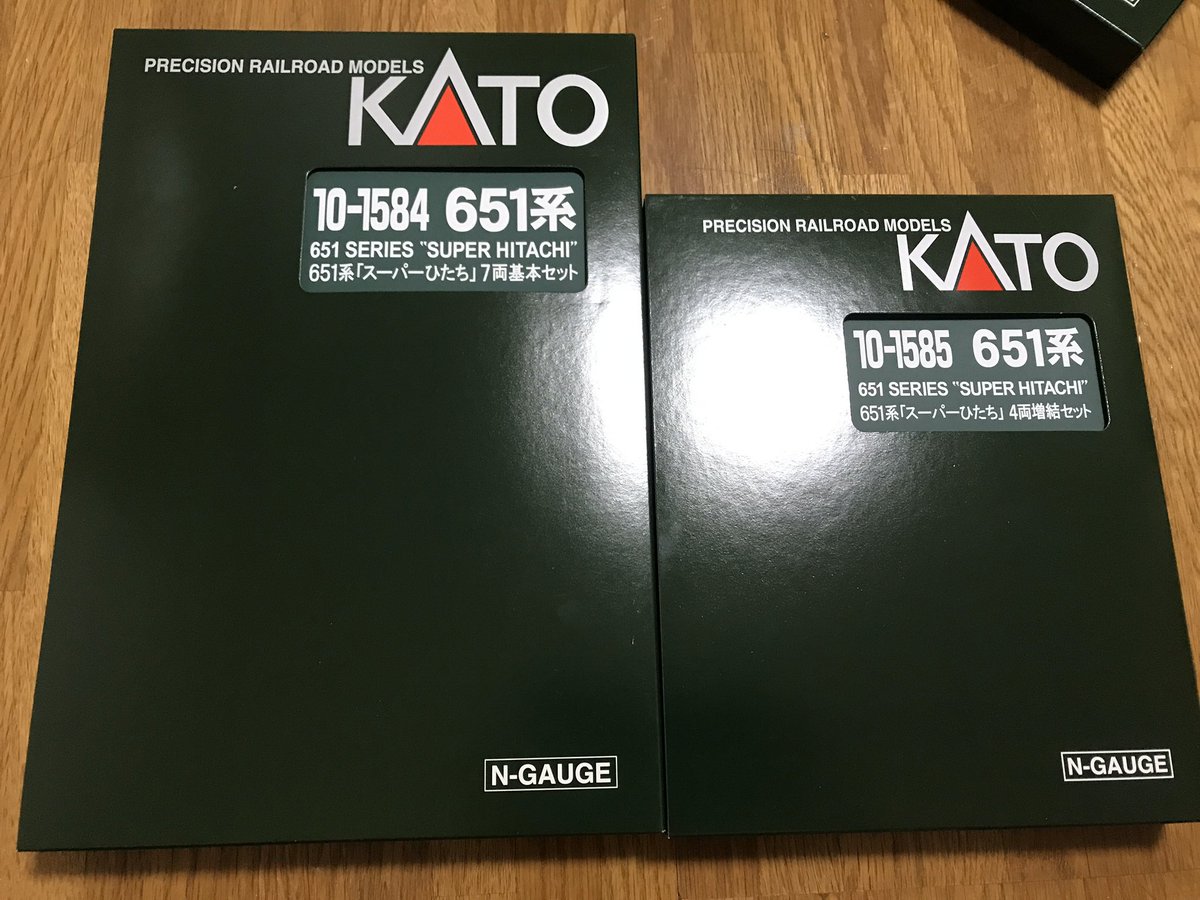 PRECISION RAILROAD MODELS
KATO
10-1584 651系
651 SERIES "SUPER HITACHI"
651系「スーパーひたち」7両基本セット
N-GAUGE
PRECISION RAILROAD MODELS
KATO
10-1585 651系
651 SERIES "SUPER HITACHI"
651系「スーパーひたち」4両増結セット
N-GAUGE